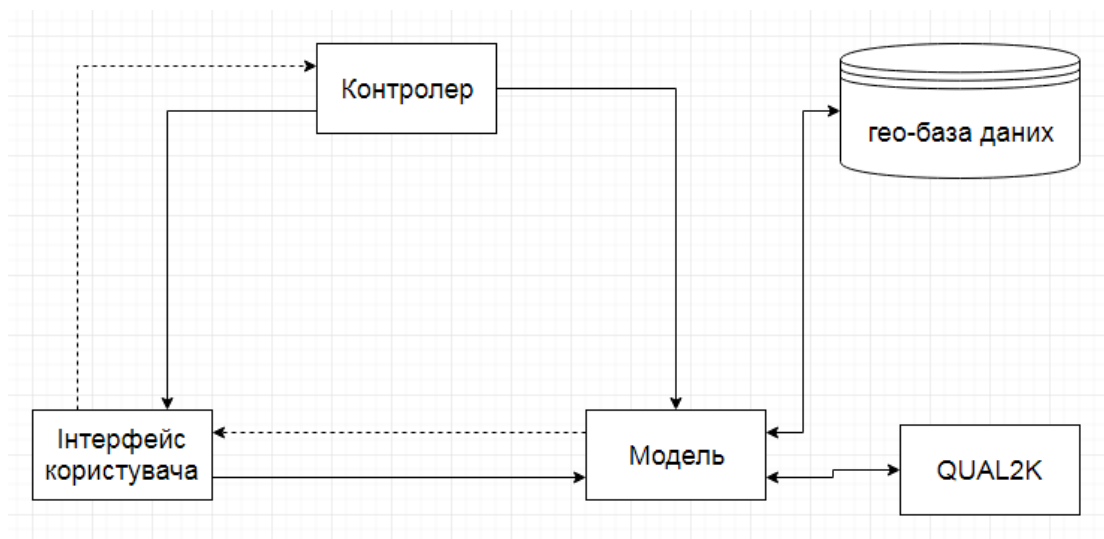 Контролер
гео-база даних
Інтерфейс
користувача
Модель
QUAL2K